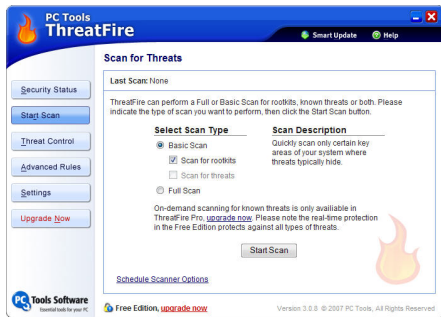 PC Tools
ThreatFire
Smart Update
Help
Scan for Threats
Last Scan: None
Security Status
Start Scan
Threat Control
Advanced Rules
Settings
Upgrade Now
ThreatFire can perform a Full or Basic Scan for rootkits, known threats or both. Please
indicate the type of scan you want to perform, then click the Start Scan button.
Select Scan Type
Scan Description
Basic Scan
Quickly scan only certain key
areas of your system where
threats typically hide.
Scan for rootkits
Scan for threats
Full Scan
On-demand scanning for known threats is only available in
ThreatFire Pro, upgrade now. Please note the real-time protection
in the Free Edition protects against all types of threats.
Start Scan
Schedule Scanner Options
PC Tools Software
Essential tools for your PC
Free Edition, upgrade now
Version 3.0.8 © 2007 PC Tools, All Rights Reserved